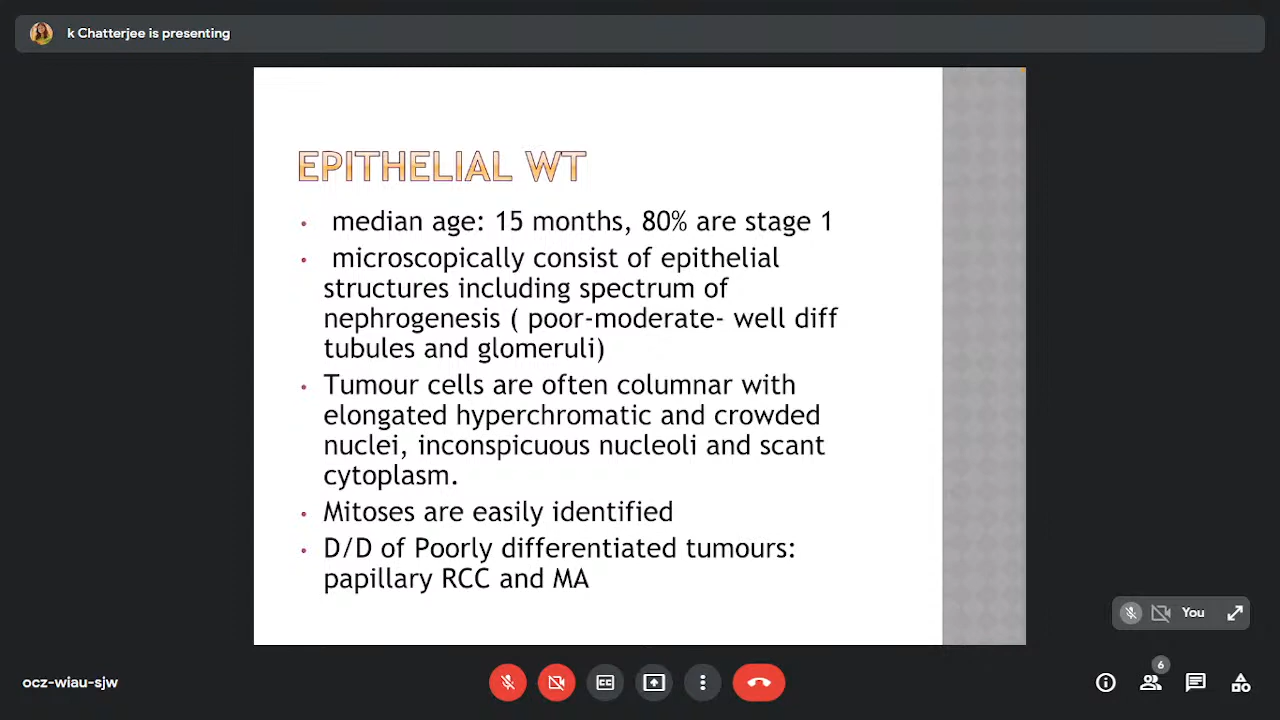 k Chatterjee is presenting
EPITHELIAL WT
• median age: 15 months, 80% are stage 1
• microscopically consist of epithelial
structures including spectrum of
nephrogenesis ( poor-moderate- well diff
tubules and glomeruli)
• Tumour cells are often columnar with
elongated hyperchromatic and crowded
nuclei, inconspicuous nucleoli and scant
cytoplasm.
• Mitoses are easily identified
• D/D of Poorly differentiated tumours:
papillary RCC and MA
You
ocz-wiau-sjw
CC
6